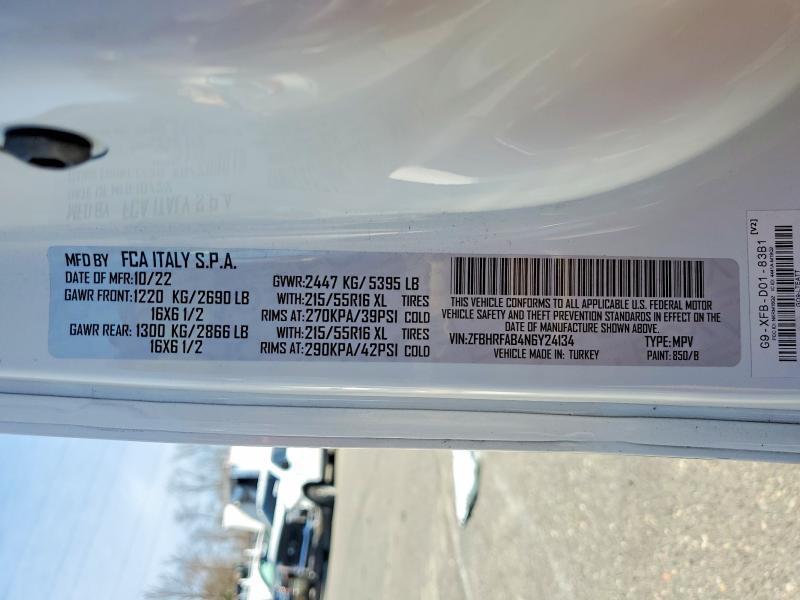 MFD BY FCA ITALY S.P.A.
DATE OF MFR:10/22 GVWR:2447 KG/5395 LB
GAWR FRONT:1220 KG/2690 LB WITH:215/55R16 XL TIRES
16X6 1/2 RIMS AT:270KPA/39PSI COLD
GAWR REAR:1300 KG/2866 LB WITH:215/55R16 XL TIRES
16X6 1/2 RIMS AT:290KPA/42PSI COLD
THIS VEHICLE CONFORMS TO ALL APPLICABLE U.S. FEDERAL MOTOR
VEHICLE SAFETY, BUMPER AND THEFT PREVENTION STANDARDS IN EFFECT ON THE
DATE OF MANUFACTURE SHOWN ABOVE.
VIN:ZFBHRFAB4N6Y24134 TYPE:MPV
VEHICLE MADE IN: TURKEY PAINT: 850/B
[V2]
G9-XFB-D01-83B1